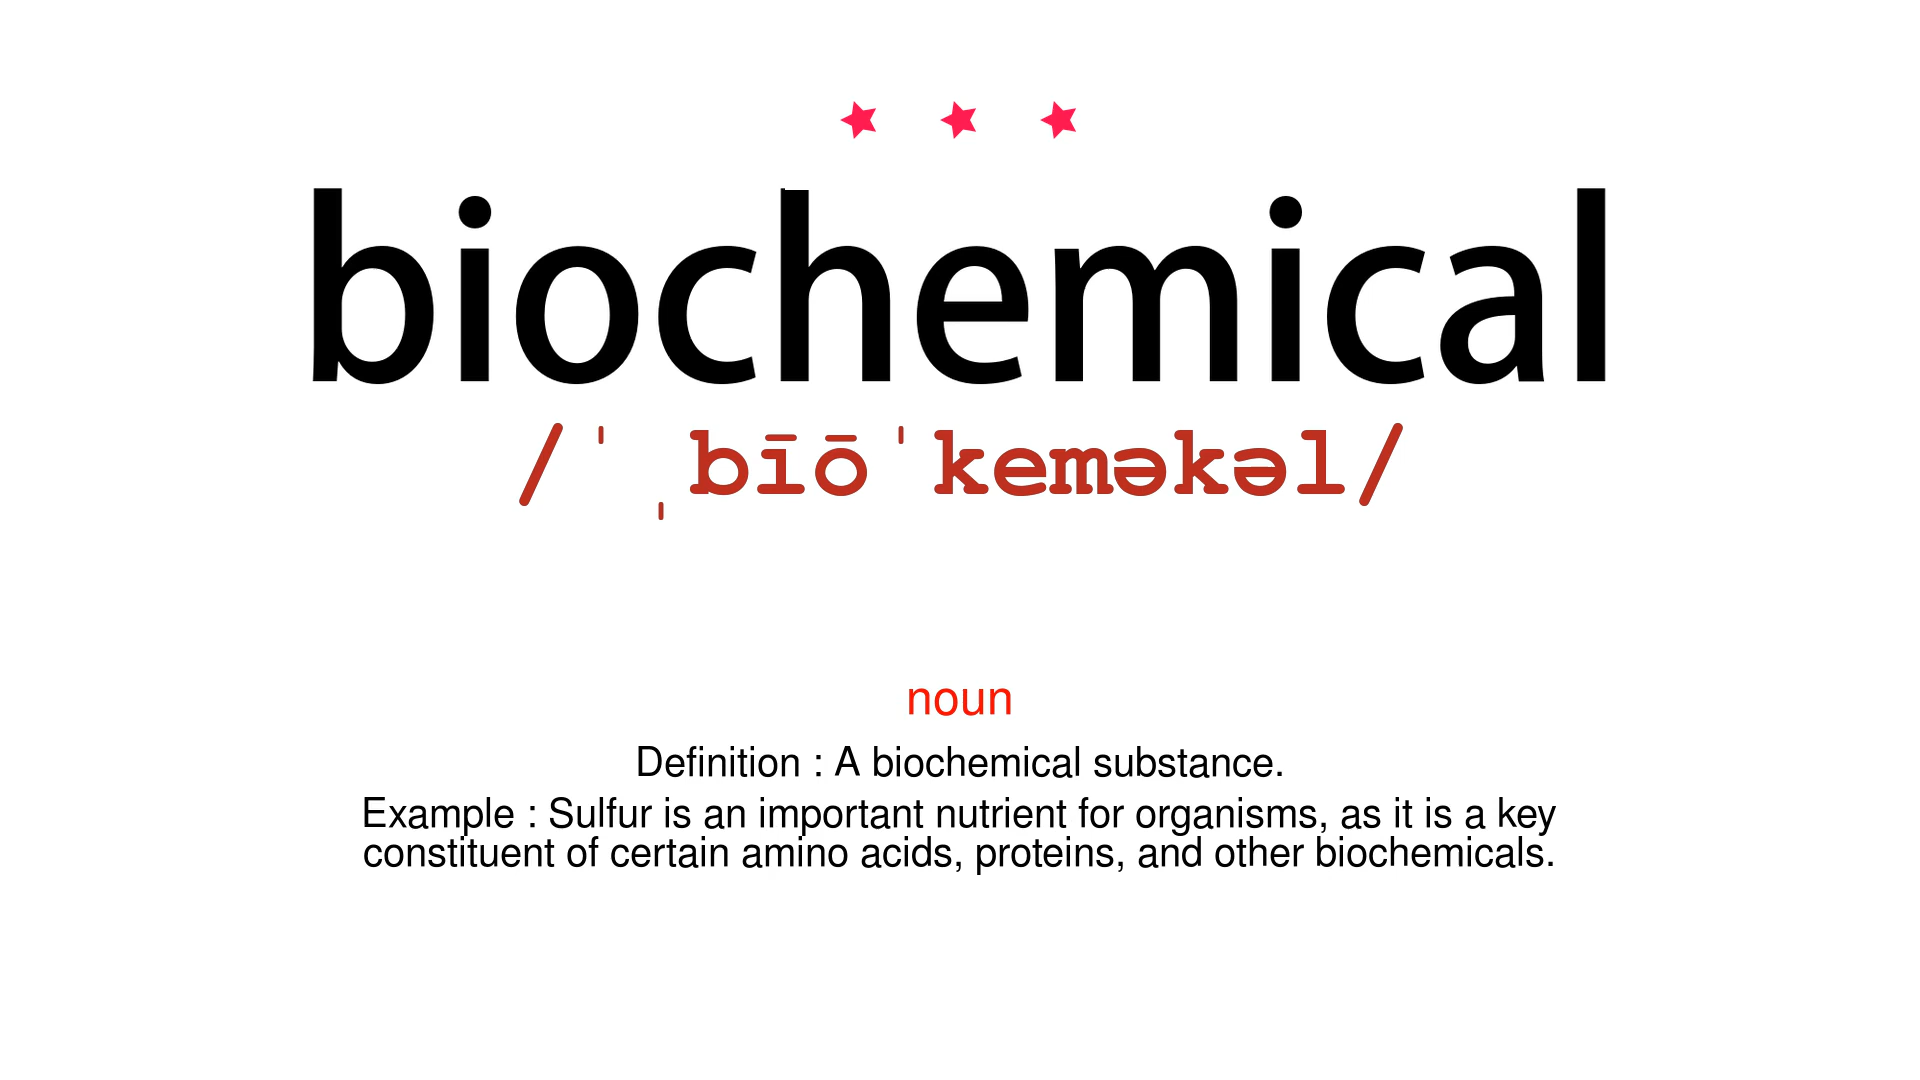 biochemical
/ˈˌbīōˈkeməkəl/
noun
Definition : A biochemical substance.
Example : Sulfur is an important nutrient for organisms, as it is a key
constituent of certain amino acids, proteins, and other biochemicals.